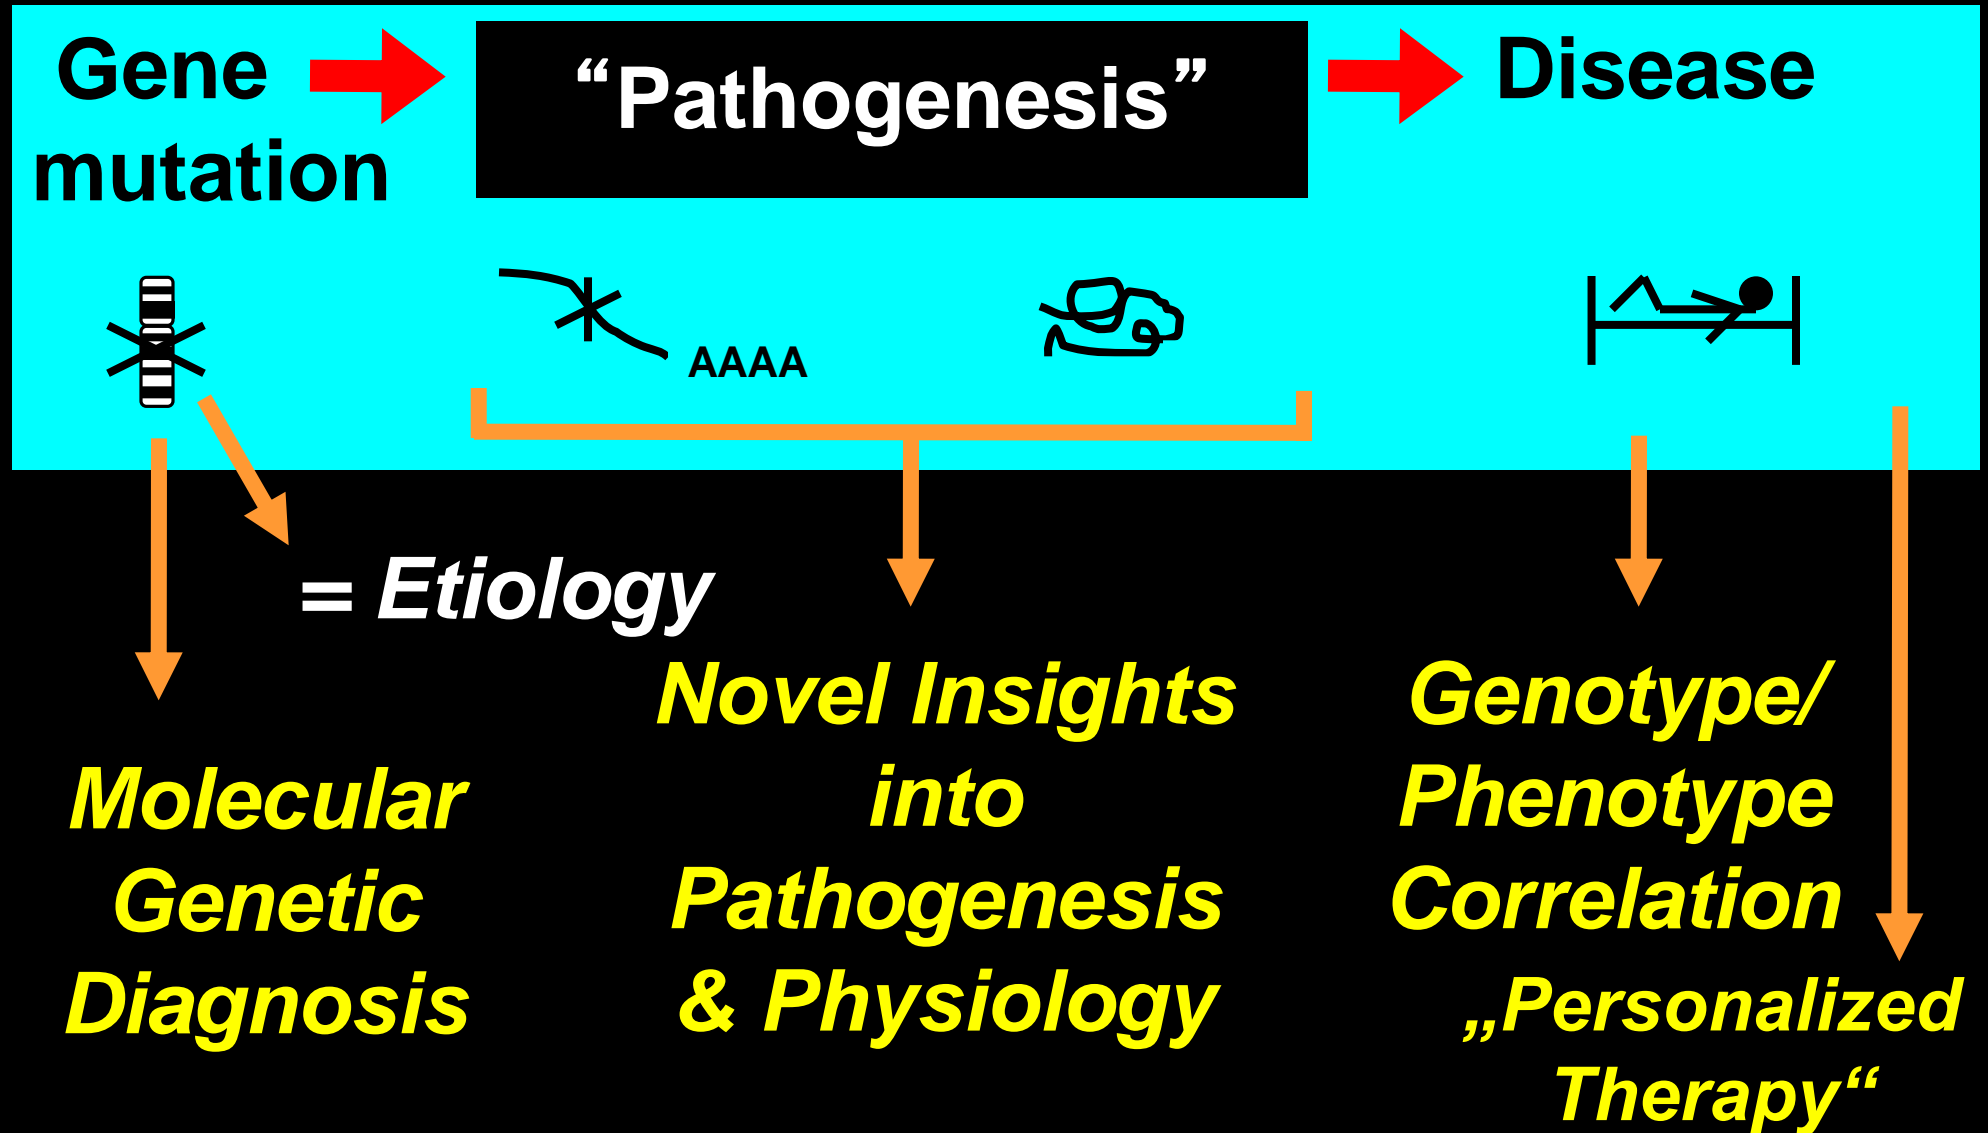 Gene
mutation
“Pathogenesis”
Disease
AAAA
= Etiology
Molecular
Genetic
Diagnosis
Novel Insights
into
Pathogenesis
& Physiology
Genotype/
Phenotype
Correlation
„Personalized
Therapy“